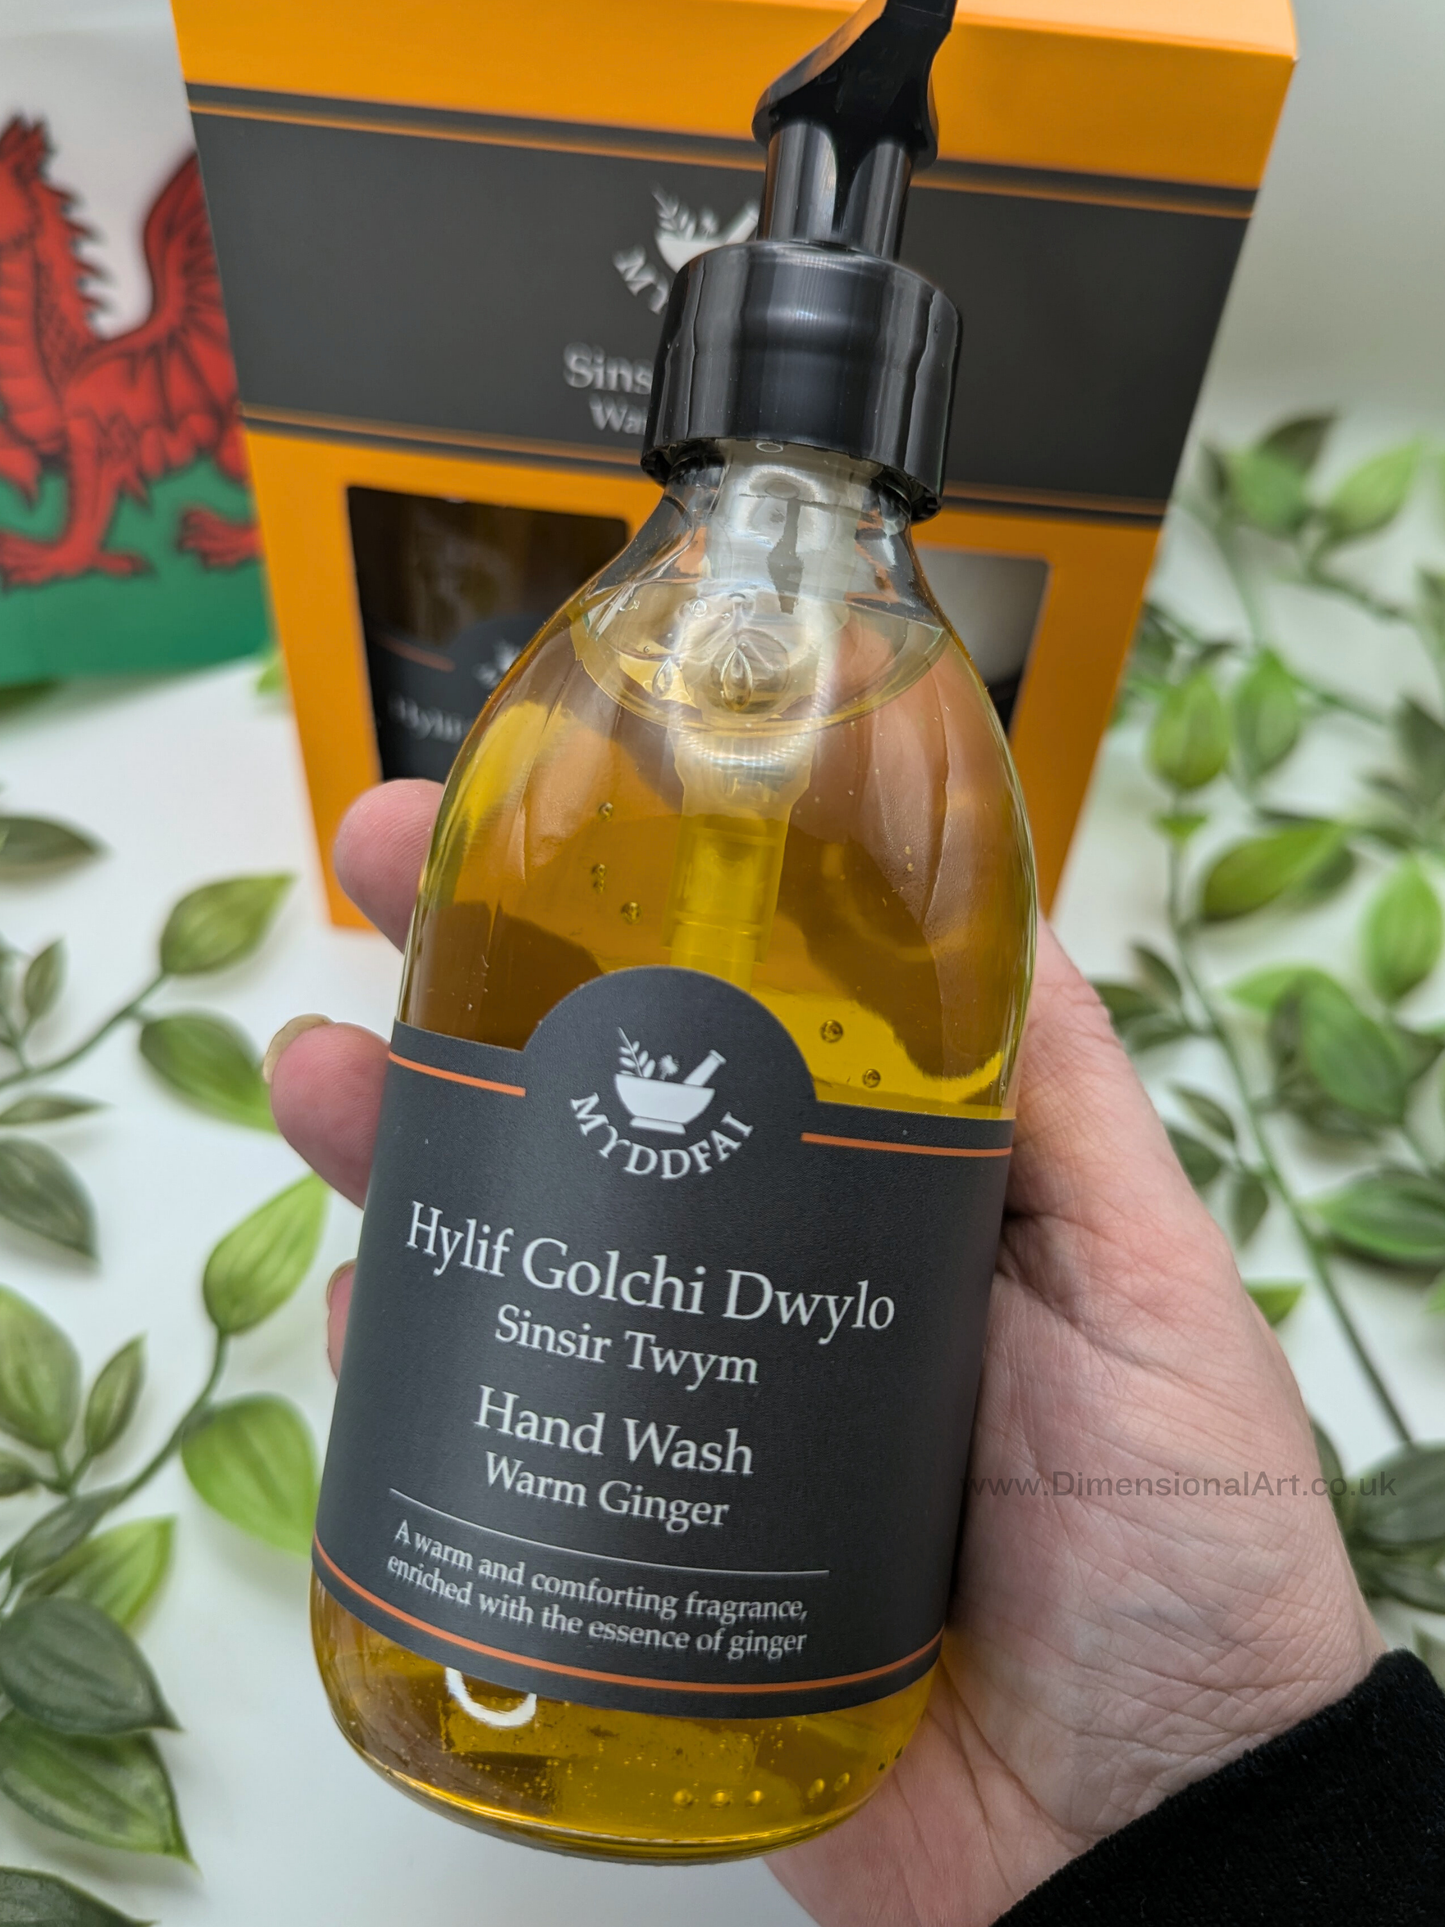 MYDDFAI
Hylif Golchi Dwylo
Sinsir Twym
Hand Wash
Warm Ginger
A warm and comforting fragrance,
enriched with the essence of ginger
www.DimensionalArt.co.uk